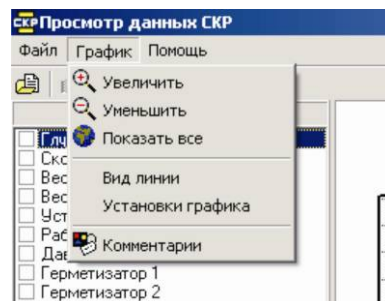 СКР Просмотр данных СКР
Файл График Помощь
Увеличить
Уменьшить
Показать все
Вид линии
Установки графика
Комментарии
Герметизатор 1
Герметизатор 2